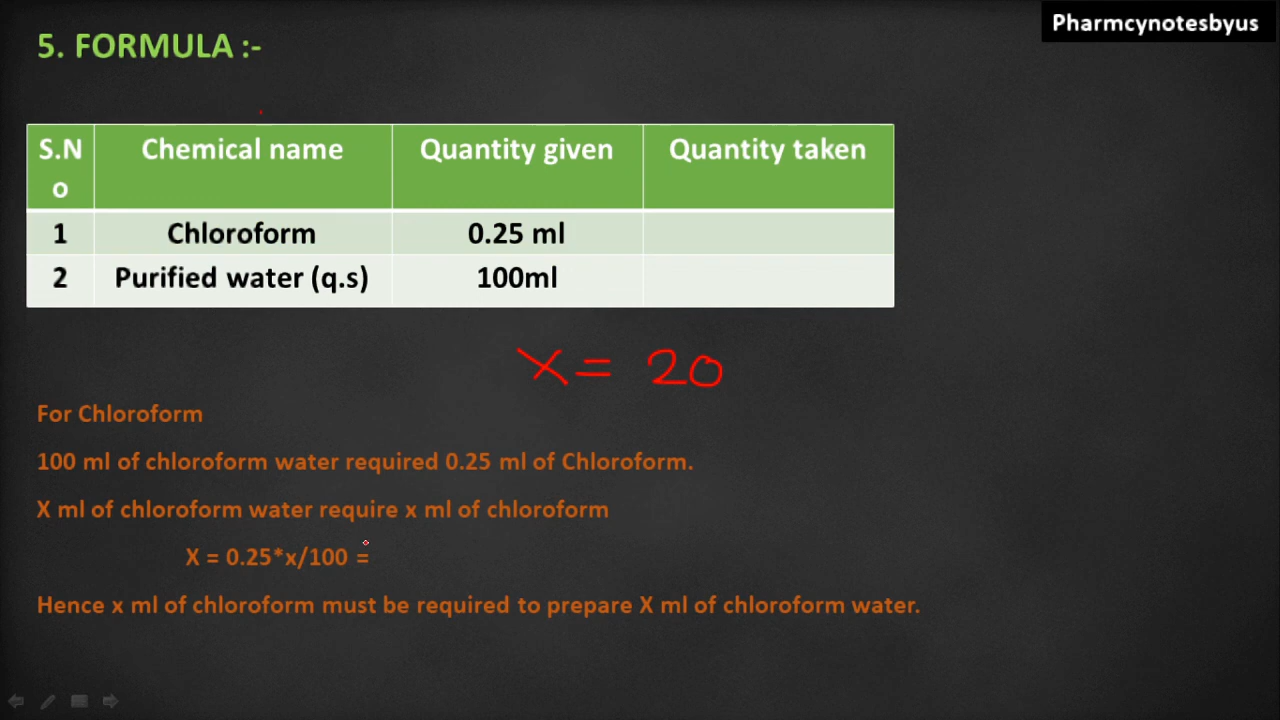 Pharmcynotesbyus
5. FORMULA :-
S.N
o
Chemical name
Quantity given
Quantity taken
1
Chloroform
0.25 ml
2
Purified water (q.s)
100ml
X = 20
For Chloroform
100 ml of chloroform water required 0.25 ml of Chloroform.
X ml of chloroform water require x ml of chloroform
X = 0.25*x/100 =
Hence x ml of chloroform must be required to prepare X ml of chloroform water.